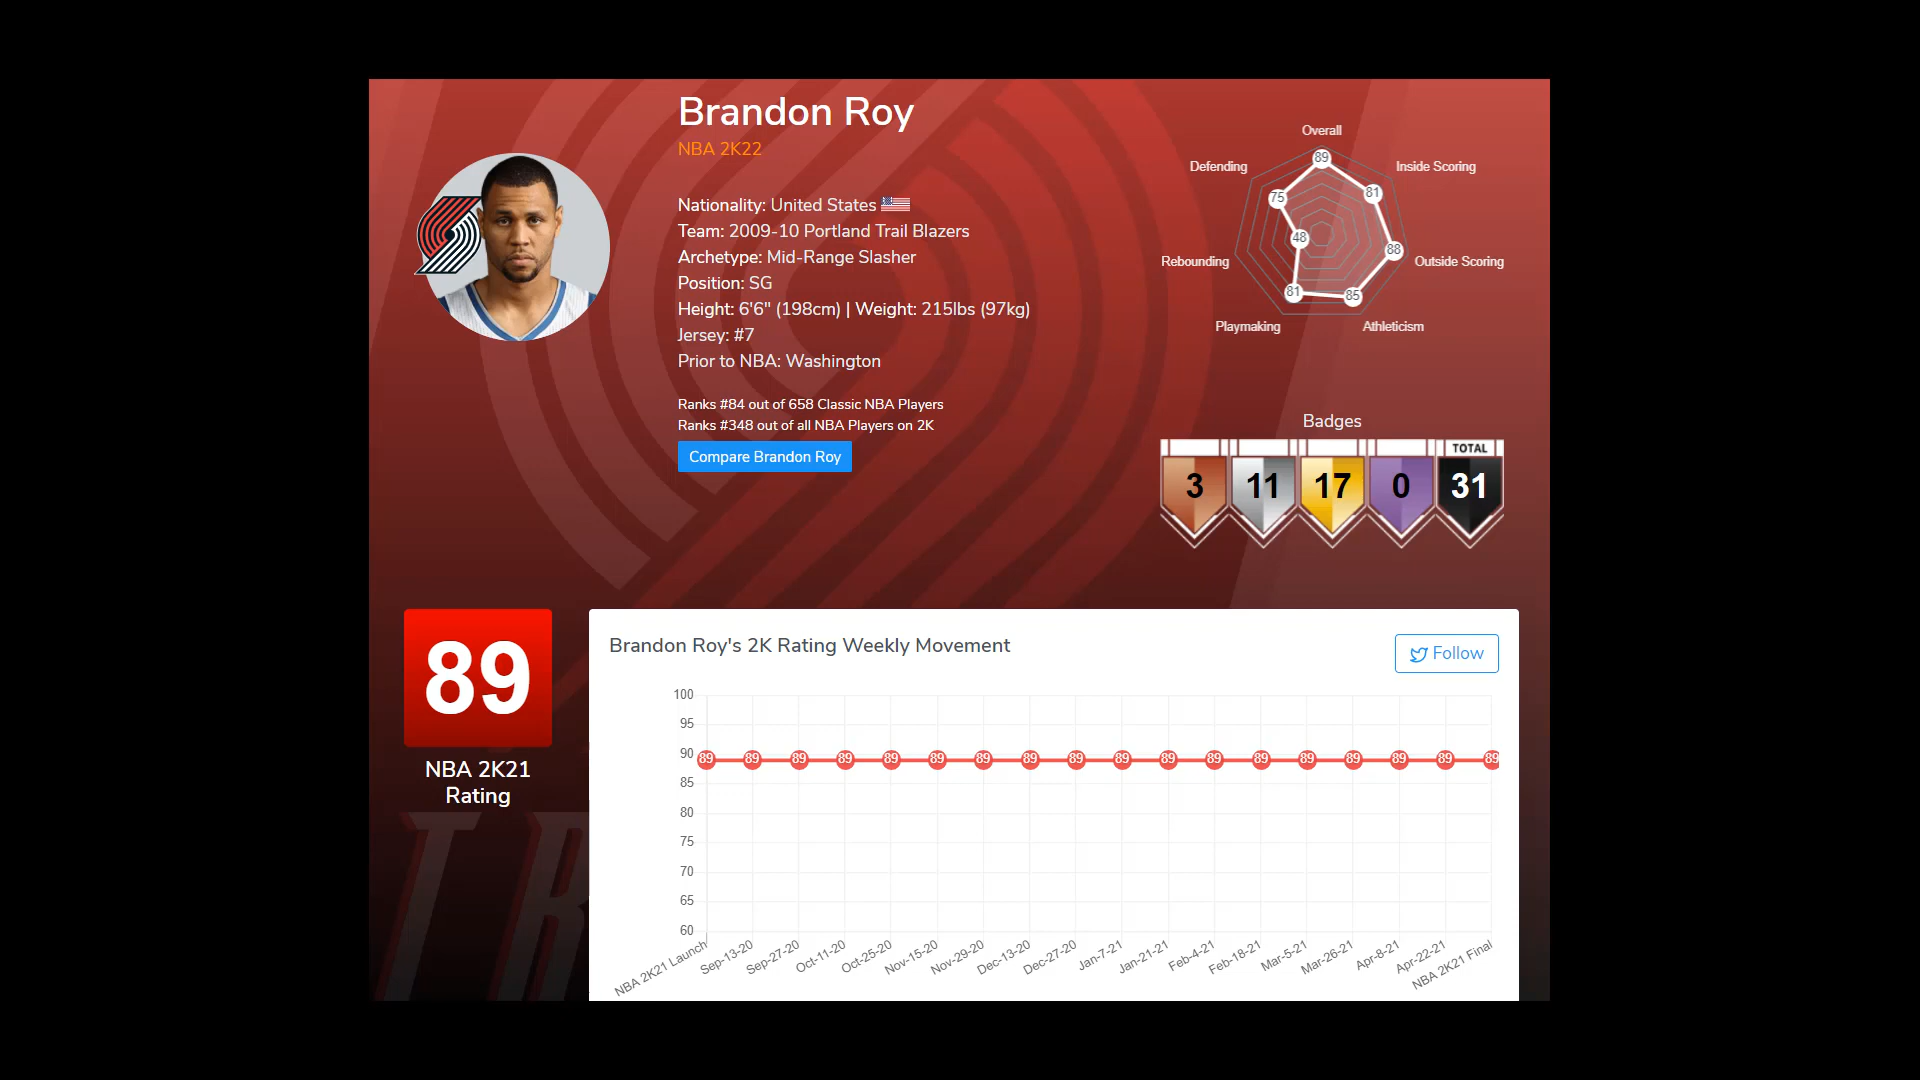 Brandon Roy
NBA 2K22
Nationality: United States
Team: 2009-10 Portland Trail Blazers
Archetype: Mid-Range Slasher
Position: SG
Height: 6'6" (198cm) | Weight: 215lbs (97kg)
Jersey: #7
Prior to NBA: Washington
Ranks #84 out of 658 Classic NBA Players
Ranks #348 out of all NBA Players on 2K
Compare Brandon Roy
Overall
89
Defending
Inside Scoring
75
81
48
88
Rebounding
Outside Scoring
81
85
Playmaking
Athleticism
Badges
TOTAL
3 11 17 0 31
89
NBA 2K21
Rating
Brandon Roy's 2K Rating Weekly Movement
Follow
100
95
90
85
80
75
70
65
60
89 89 89 89 89 89 89 89 89 89 89 89 89 89 89 89 89 89
NBA 2K21 Launch
Sep-13-20
Sep-27-20
Oct-11-20
Oct-25-20
Nov-15-20
Nov-29-20
Dec-13-20
Dec-27-20
Jan-7-21
Jan-21-21
Feb-4-21
Feb-18-21
Mar-5-21
Mar-26-21
Apr-8-21
Apr-22-21
NBA 2K21 Final
T R